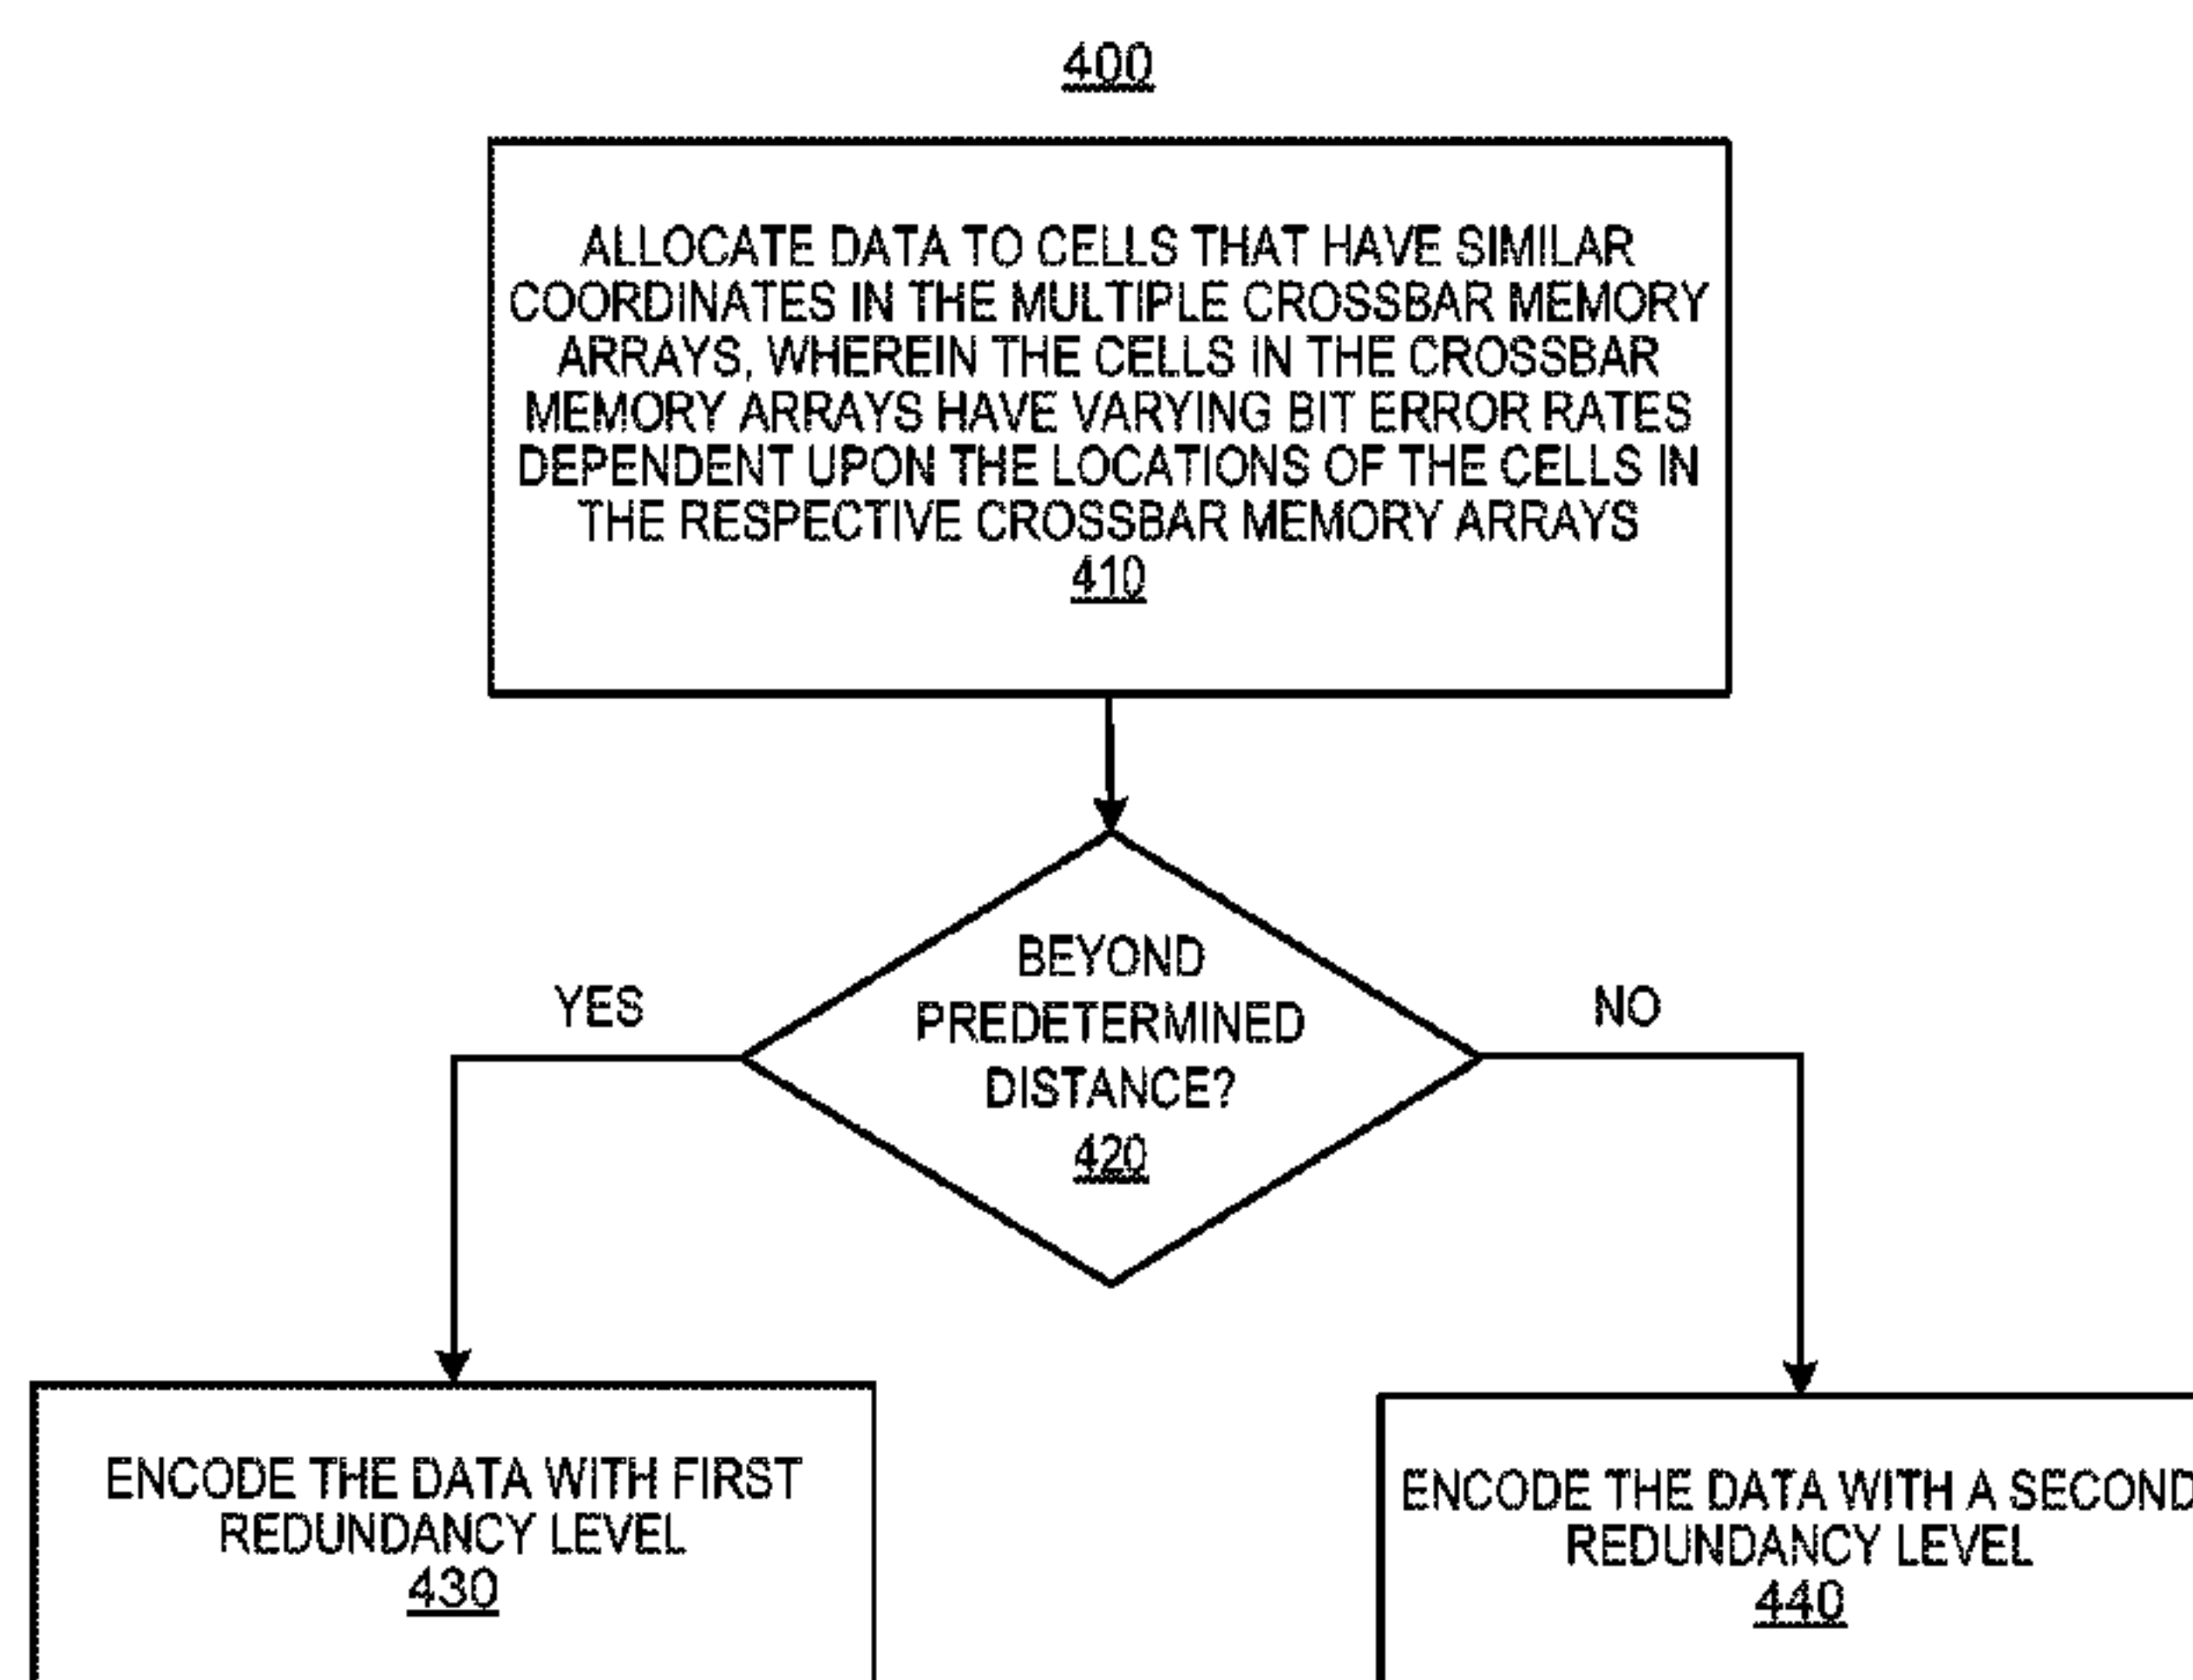 400
ALLOCATE DATA TO CELLS THAT HAVE SIMILAR
COORDINATES IN THE MULTIPLE CROSSBAR MEMORY
ARRAYS, WHEREIN THE CELLS IN THE CROSSBAR
MEMORY ARRAYS HAVE VARYING BIT ERROR RATES
DEPENDENT UPON THE LOCATIONS OF THE CELLS IN
THE RESPECTIVE CROSSBAR MEMORY ARRAYS
410
BEYOND
PREDETERMINED
DISTANCE?
420
YES
NO
ENCODE THE DATA WITH FIRST
REDUNDANCY LEVEL
430
ENCODE THE DATA WITH A SECOND
REDUNDANCY LEVEL
440